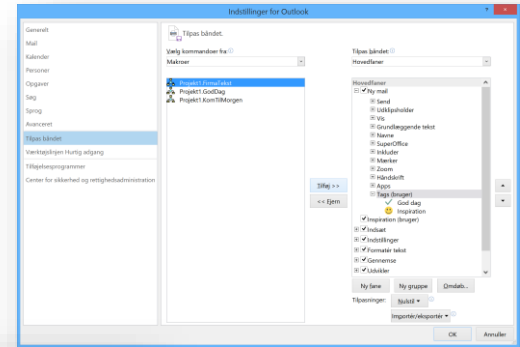 Indstillinger for Outlook
Generelt
Mail
Kalender
Personer
Opgaver
Søg
Sprog
Avanceret
Tilpas båndet
Værktøjslinjen Hurtig adgang
Tilføjelsesprogrammer
Center for sikkerhed og rettighedsadministration
Tilpas båndet.
Vælg kommandoer fra:
Makroer
Projekt1.FirmaTekst
Projekt1.GodDag
Projekt1.KomTilMorgen
Tilføj >>
<< Fjern
Tilpas båndet:
Hovedfaner
Hovedfaner
Ny mail
Send
Udklipsholder
Vis
Grundlæggende tekst
Navne
SuperOffice
Inkluder
Mærker
Zoom
Håndskrift
Apps
Tags (bruger)
God dag
Inspiration
Inspiration (bruger)
Indsæt
Indstillinger
Formatér tekst
Gennemse
Udvikler
Ny fane
Ny gruppe
Omdøb...
Tilpasninger:
Nulstil
Importér/eksportér
OK
Annuller